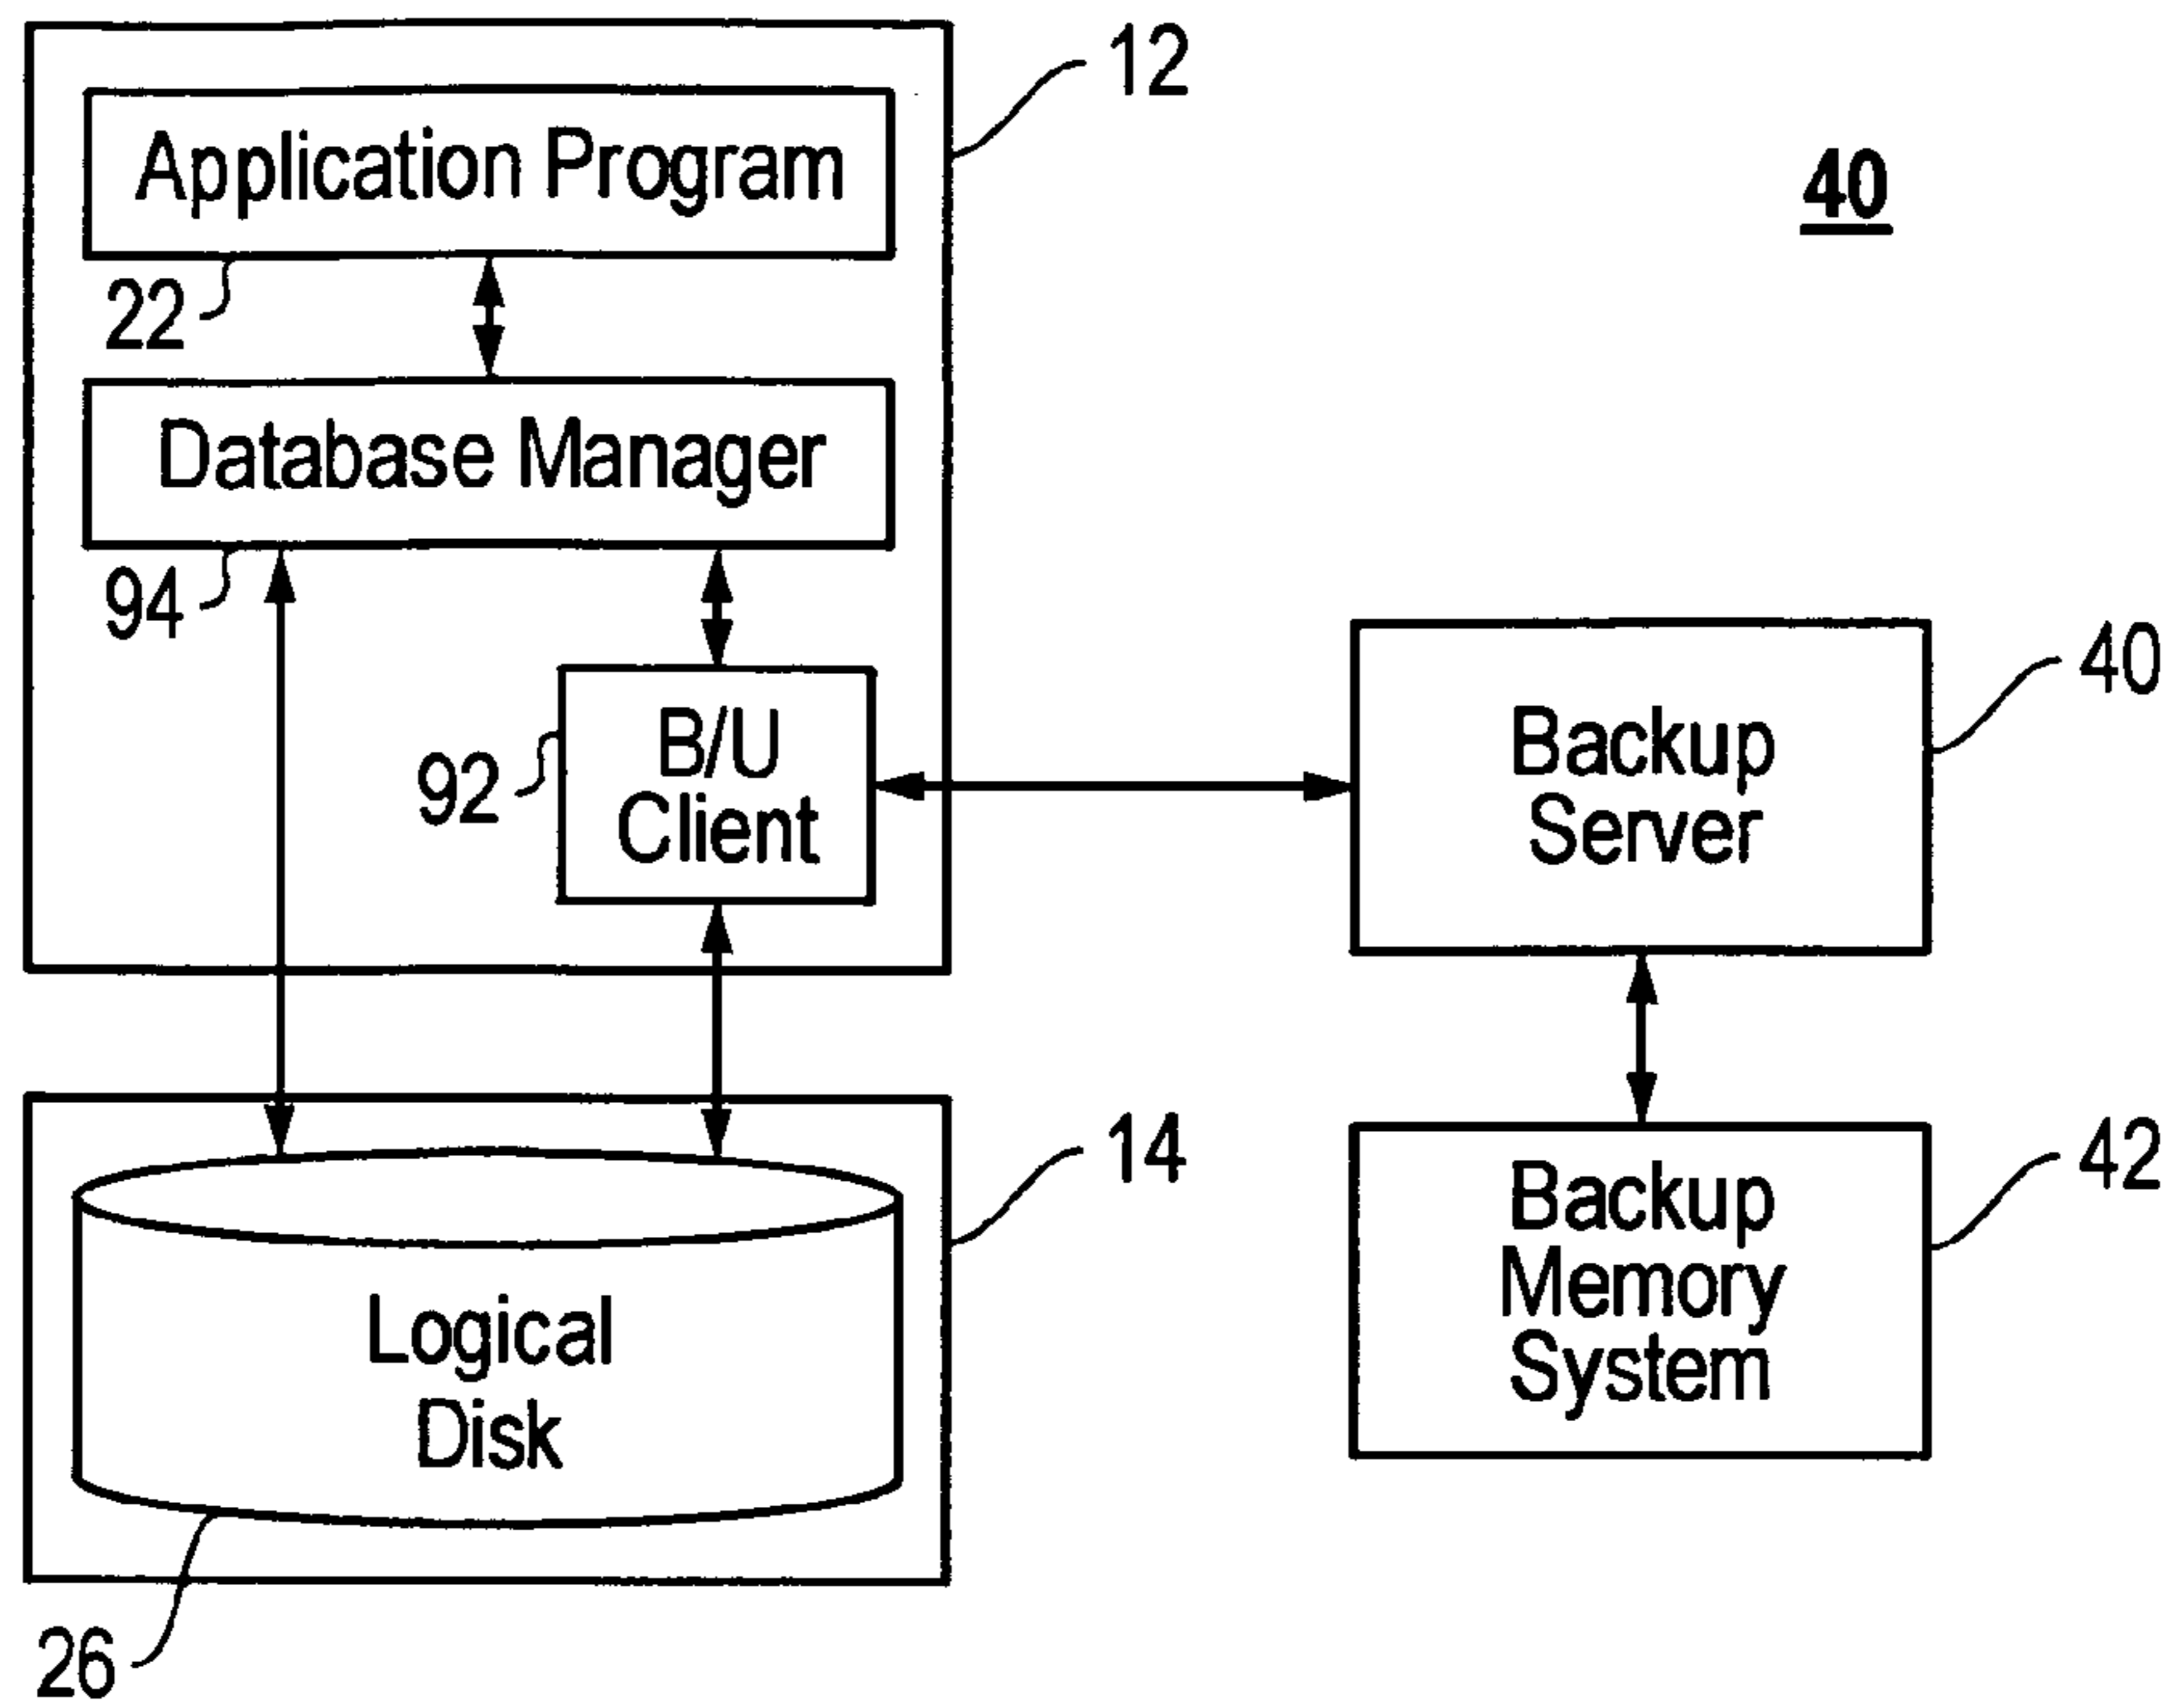 12
Application Program
40
22
Database Manager
94
B/U
Client
92
Backup
Server
40
14
Backup
Memory
System
42
Logical
Disk
26